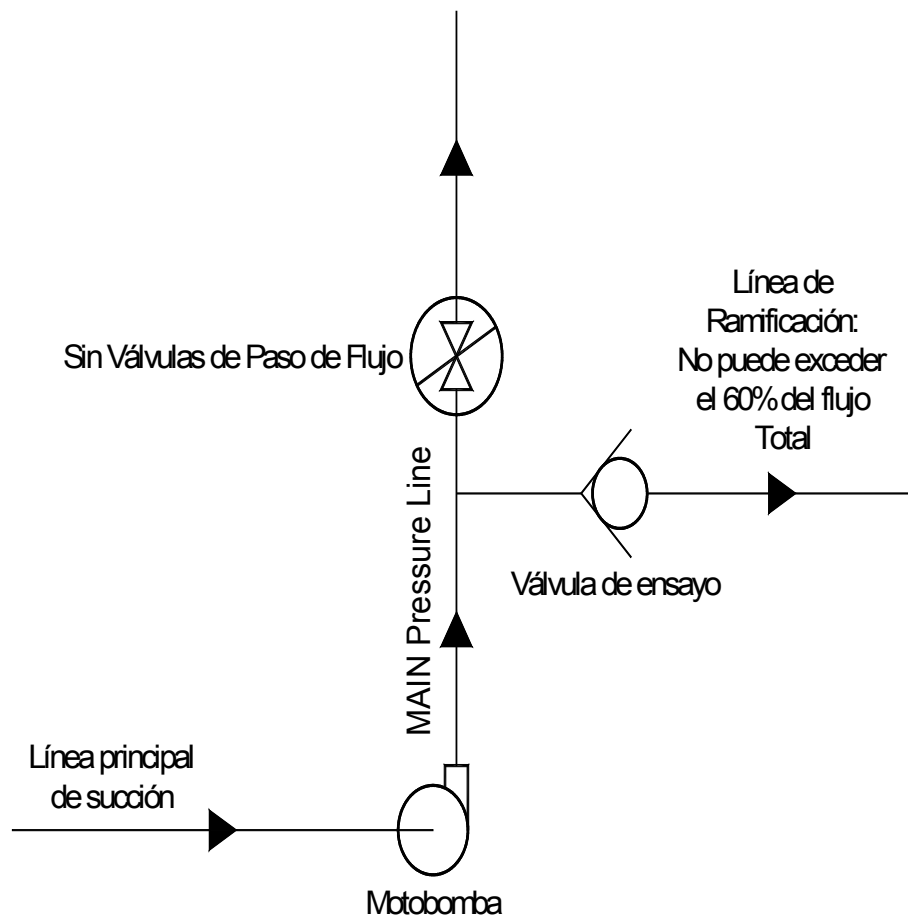 Línea de
Ramificación:
No puede exceder
el 60% del flujo
Total
Sin Válvulas de Paso de Flujo
MAIN Pressure Line
Válvula de ensayo
Línea principal
de succión
Motobomba